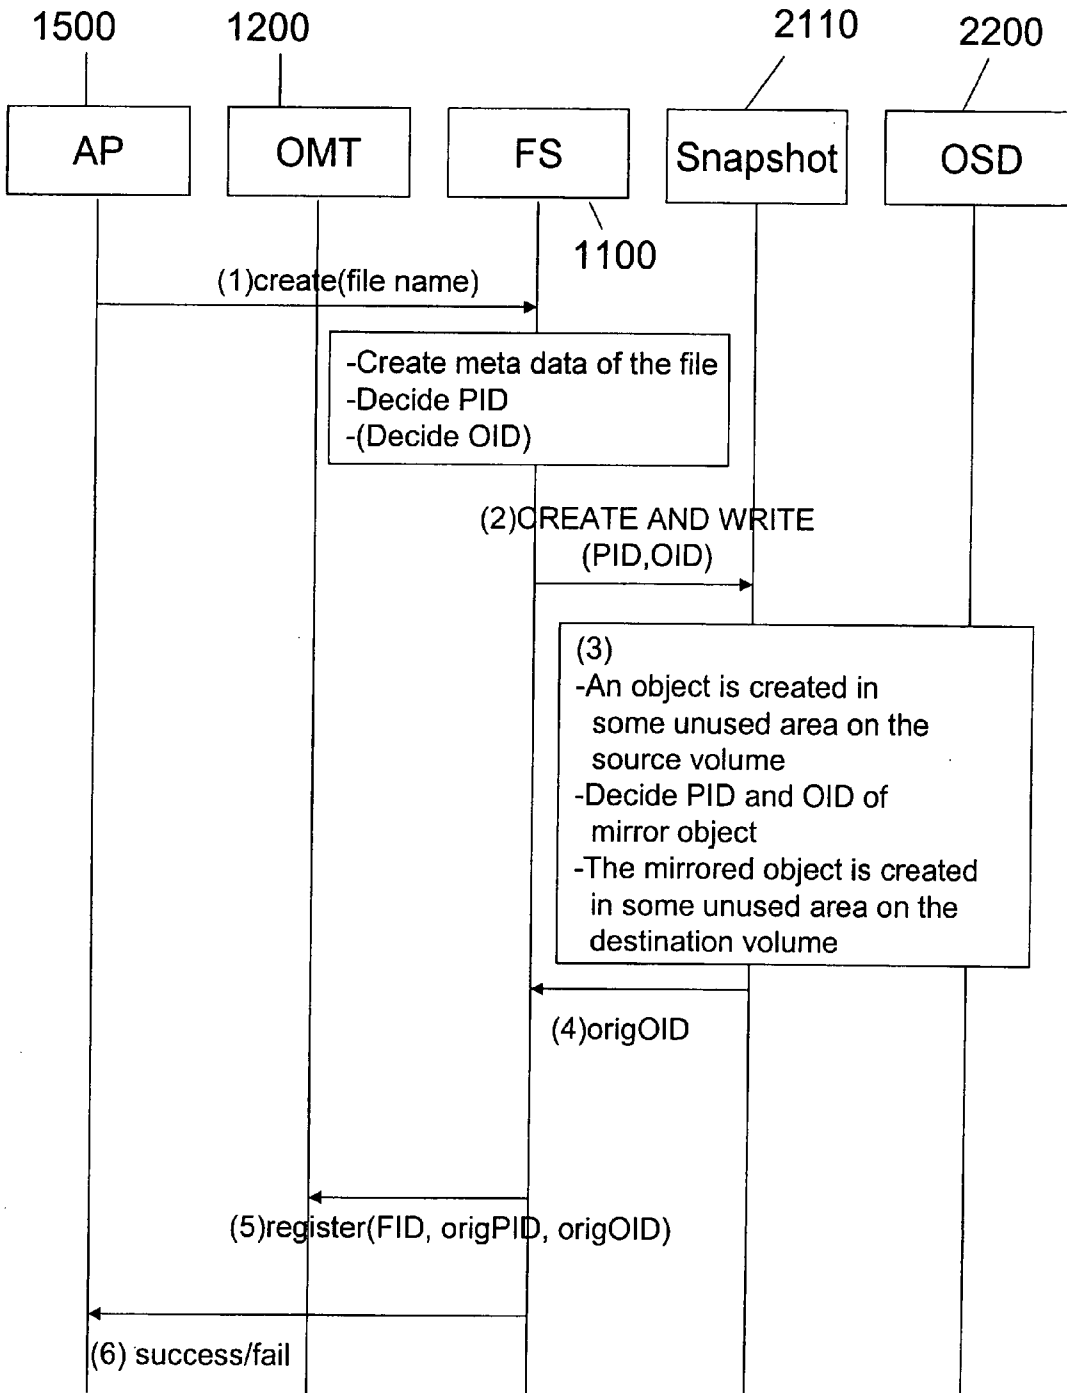 1500
1200
2110
2200
AP
OMT
FS
Snapshot
OSD
1100
(1)create(file name)
-Create meta data of the file
-Decide PID
-(Decide OID)
(2)CREATE AND WRITE
(PID,OID)
(3)
-An object is created in
some unused area on the
source volume
-Decide PID and OID of
mirror object
-The mirrored object is created
in some unused area on the
destination volume
(4)origOID
(5)register(FID, origPID, origOID)
(6) success/fail